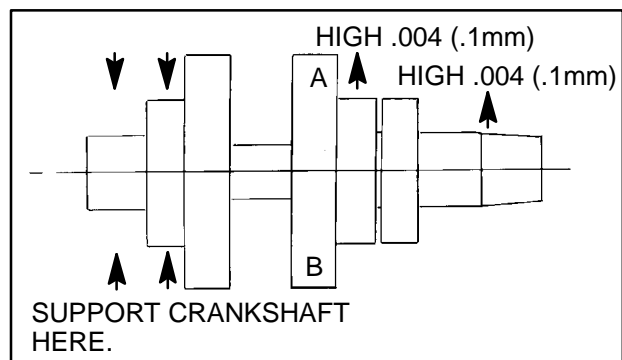 HIGH .004 (.1mm)
HIGH .004 (.1mm)
A
B
SUPPORT CRANKSHAFT
HERE.